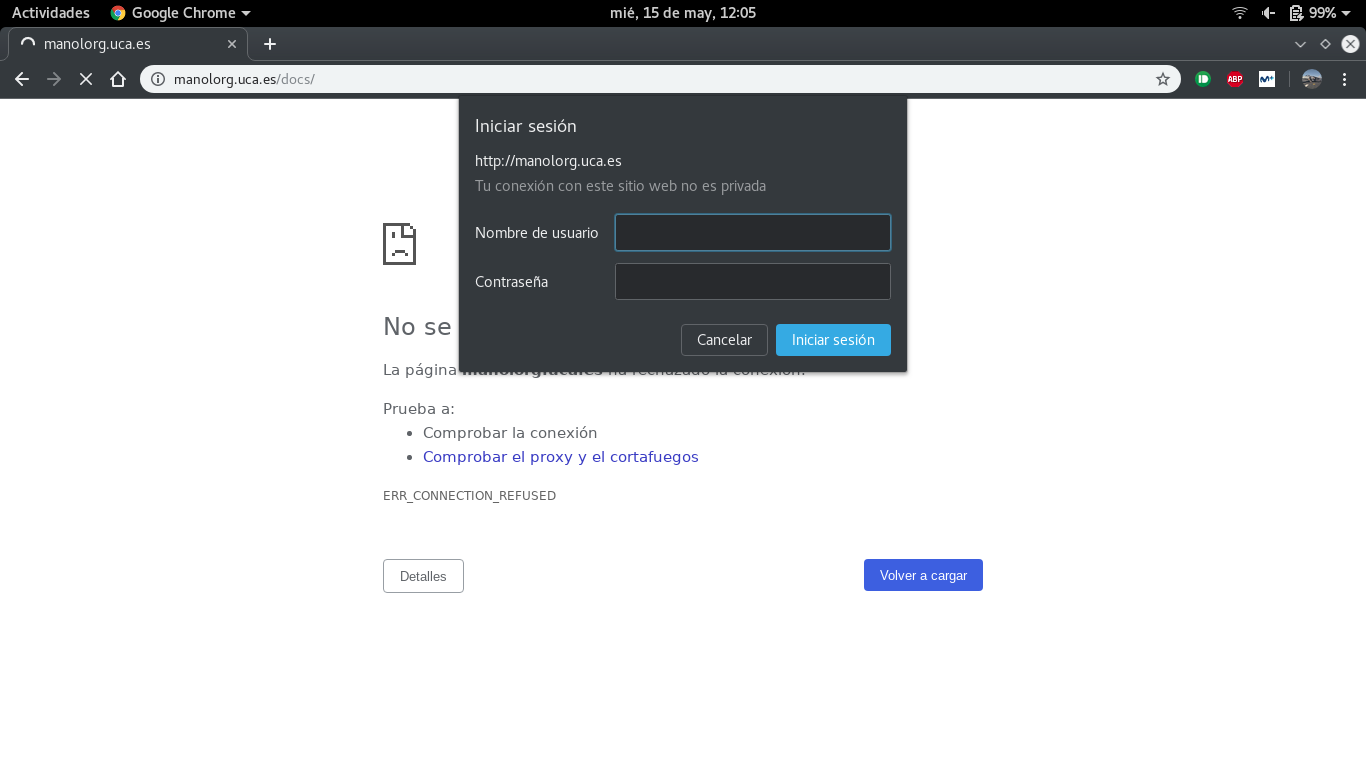 Actividades Google Chrome mié, 15 de may, 12:05 99%
manolorg.uca.es
manolorg.uca.es/docs/ ABP M+
Iniciar sesión
http://manolorg.uca.es
Tu conexión con este sitio web no es privada
Nombre de usuario
Contraseña
Cancelar Iniciar sesión
No se
La página manolorg.uca.es ha rechazado la conexión.
Prueba a:
• Comprobar la conexión
• Comprobar el proxy y el cortafuegos
ERR_CONNECTION_REFUSED
Detalles Volver a cargar